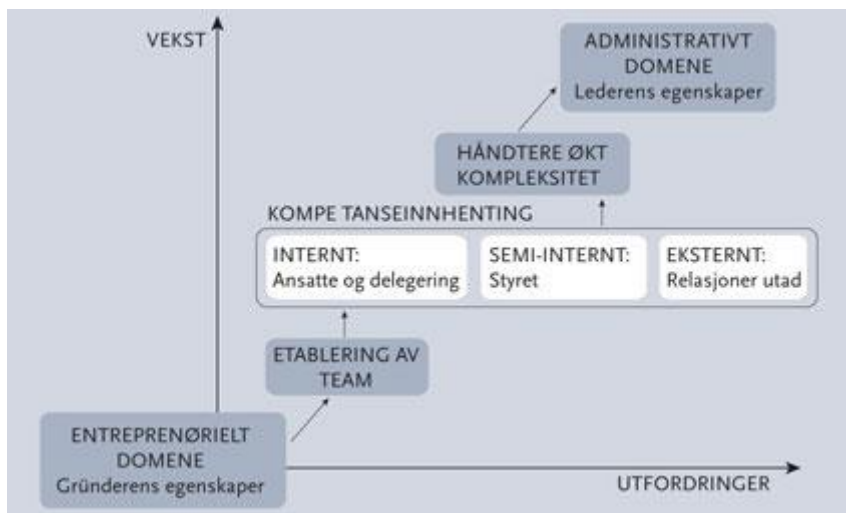 VEKST
ADMINISTRATIVT
DOMENE
Lederens egenskaper
HÅNDTERE ØKT
KOMPLEKSITET
KOMPE TANSEINNHENTING
INTERNT:
Ansatte og delegering
SEMI-INTERNT:
Styret
EKSTERNT:
Relasjoner utad
ETABLERING AV
TEAM
ENTREPRENØRIELT
DOMENE
Gründerens egenskaper
UTFORDRINGER